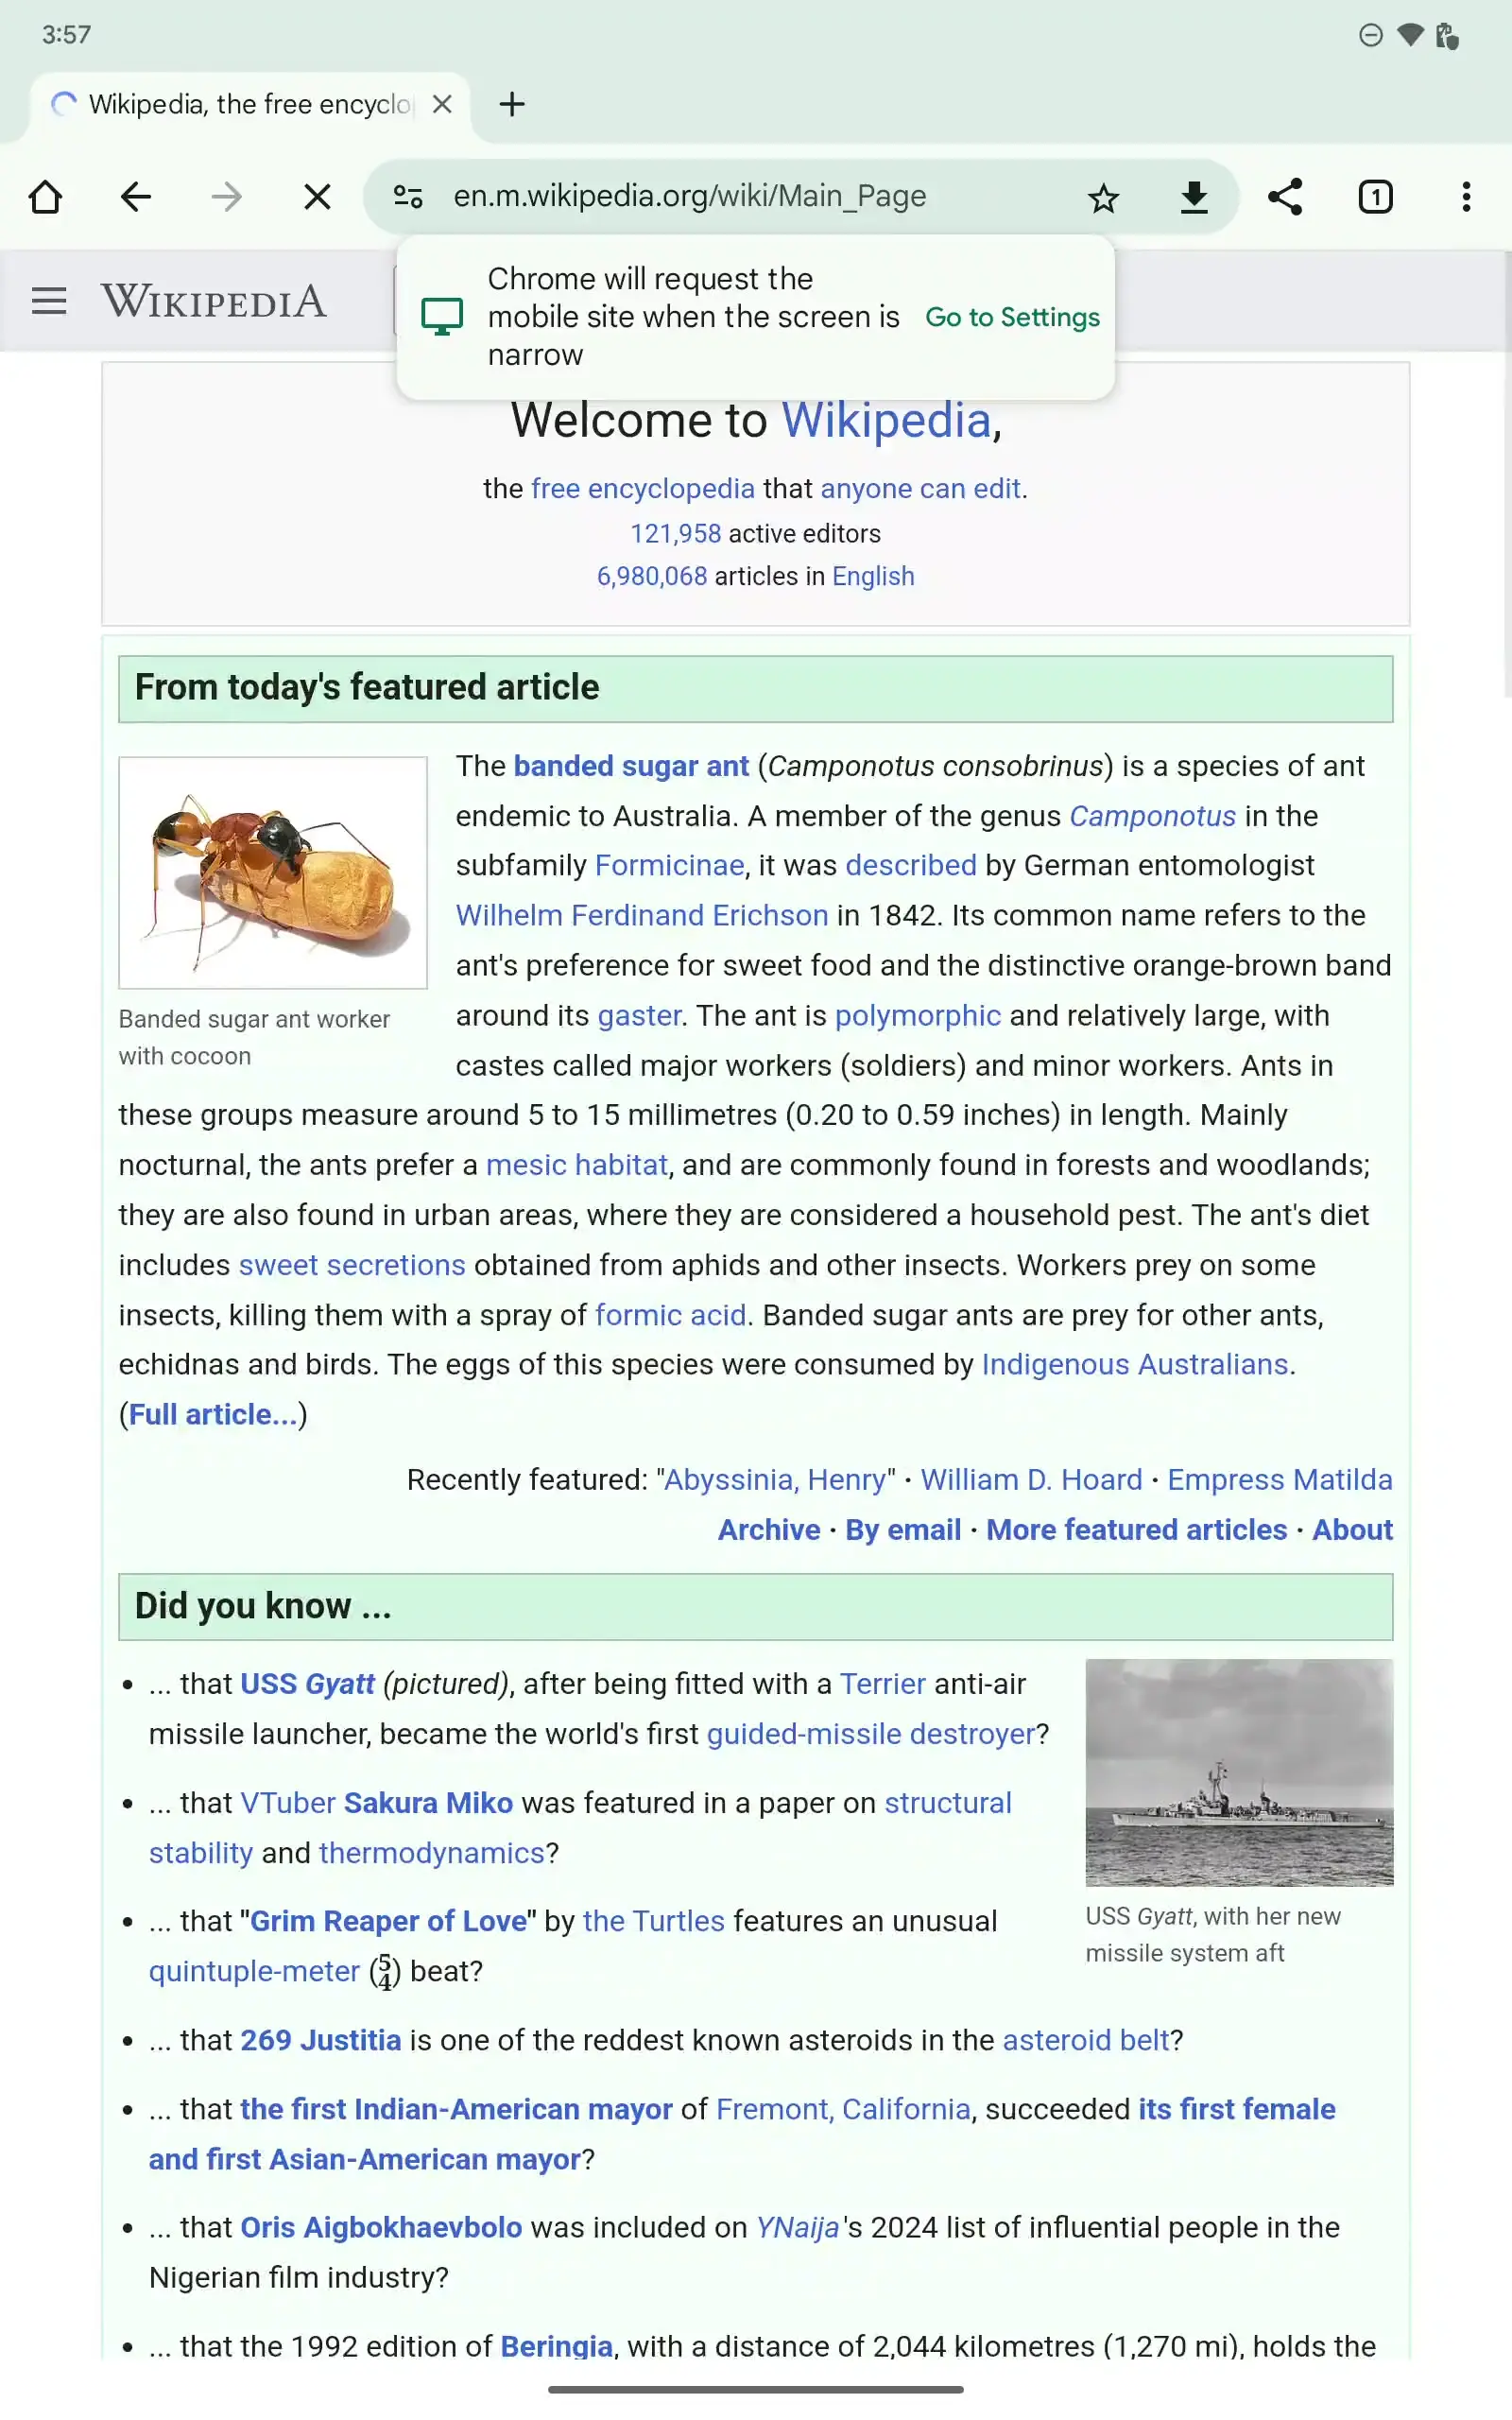 3:57
Wikipedia, the free encyclo
en.m.wikipedia.org/wiki/Main_Page
1
Chrome will request the
mobile site when the screen is
narrow
Go to Settings
WIKIPEDIA
Welcome to Wikipedia,
the free encyclopedia that anyone can edit.
121,958 active editors
6,980,068 articles in English
From today's featured article
The banded sugar ant (Camponotus consobrinus) is a species of ant
endemic to Australia. A member of the genus Camponotus in the
subfamily Formicinae, it was described by German entomologist
Wilhelm Ferdinand Erichson in 1842. Its common name refers to the
ant's preference for sweet food and the distinctive orange-brown band
around its gaster. The ant is polymorphic and relatively large, with
castes called major workers (soldiers) and minor workers. Ants in
Banded sugar ant worker
with cocoon
these groups measure around 5 to 15 millimetres (0.20 to 0.59 inches) in length. Mainly
nocturnal, the ants prefer a mesic habitat, and are commonly found in forests and woodlands;
they are also found in urban areas, where they are considered a household pest. The ant's diet
includes sweet secretions obtained from aphids and other insects. Workers prey on some
insects, killing them with a spray of formic acid. Banded sugar ants are prey for other ants,
echidnas and birds. The eggs of this species were consumed by Indigenous Australians.
(Full article...)
Recently featured: "Abyssinia, Henry" · William D. Hoard · Empress Matilda
Archive · By email · More featured articles · About
Did you know ...
• ... that USS Gyatt (pictured), after being fitted with a Terrier anti-air
missile launcher, became the world's first guided-missile destroyer?
• ... that VTuber Sakura Miko was featured in a paper on structural
stability and thermodynamics?
• ... that "Grim Reaper of Love" by the Turtles features an unusual
quintuple-meter (5/4) beat?
USS Gyatt, with her new
missile system aft
• ... that 269 Justitia is one of the reddest known asteroids in the asteroid belt?
• ... that the first Indian-American mayor of Fremont, California, succeeded its first female
and first Asian-American mayor?
• ... that Oris Aigbokhaevbolo was included on YNaija's 2024 list of influential people in the
Nigerian film industry?
• ... that the 1992 edition of Beringia, with a distance of 2,044 kilometres (1,270 mi), holds the